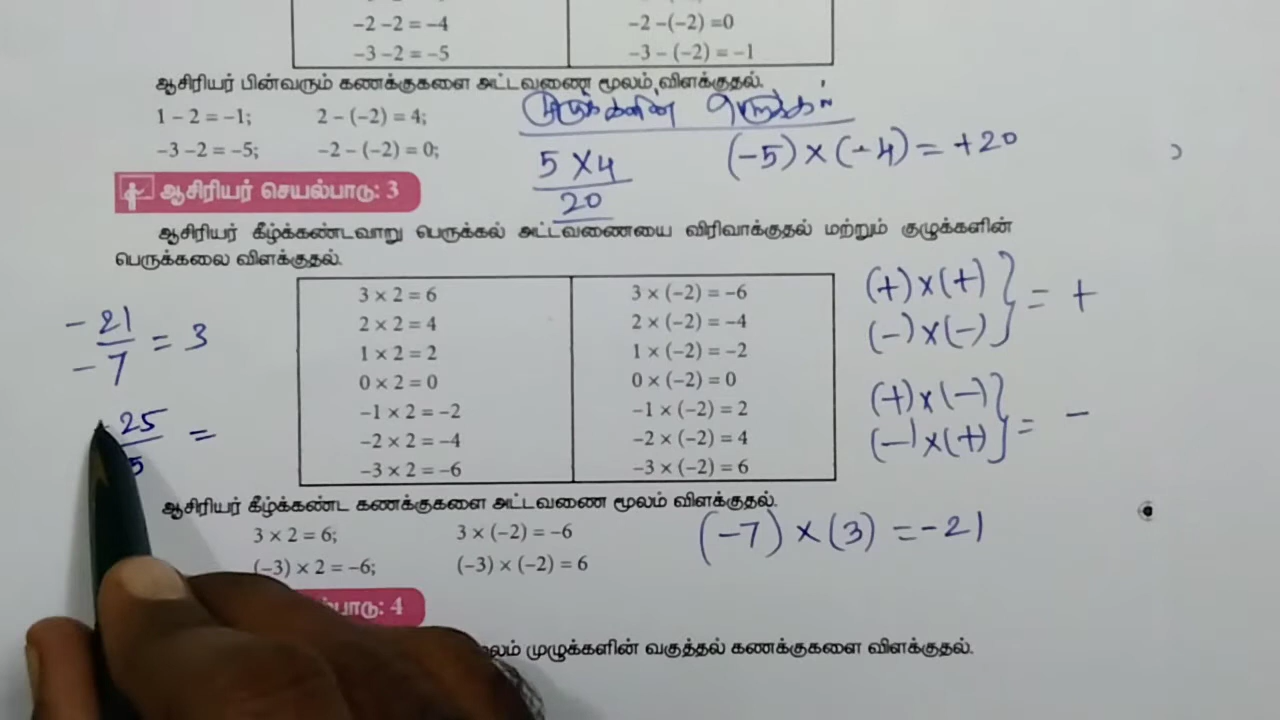 -2 -2 = -4
-2 -(-2) =0
-3 -2 = -5
-3 - (-2) = -1
ஆசிரியர் பின்வரும் கணக்குகளை அட்டவணை மூலம் விளக்குதல்.
முழுக்களின் பெருக்கல்
1 - 2 = -1;
2 - (-2) = 4;
-3 -2 = -5;
-2 - (-2) = 0;
5 X 4
20
(-5) × (-4) = +20
ஆசிரியர் செயல்பாடு: 3
ஆசிரியர் கீழ்க்கண்டவாறு பெருக்கல் அட்டவணையை விரிவாக்குதல் மற்றும் குழுக்களின்
பெருக்கலை விளக்குதல்.
3 × 2 = 6
3 × (-2) = -6
2 × 2 = 4
2 × (-2) = -4
1 × 2 = 2
1 × (-2) = -2
0 × 2 = 0
0 × (-2) = 0
-1 × 2 = -2
-1 × (-2) = 2
-2 × 2 = -4
-2 × (-2) = 4
-3 × 2 = -6
-3 × (-2) = 6
-21
-7
= 3
25
5
=
(+) × (+)
(-) × (-)
} = +
(+) × (-)
(-) × (+)
} = -
ஆசிரியர் கீழ்க்கண்ட கணக்குகளை அட்டவணை மூலம் விளக்குதல்.
3 × 2 = 6;
3 × (-2) = -6
(-3) × 2 = -6;
(-3) × (-2) = 6
(-7) × (3) = -21
பாடு: 4
முழுக்களின் வகுத்தல் கணக்குகளை விளக்குதல்.